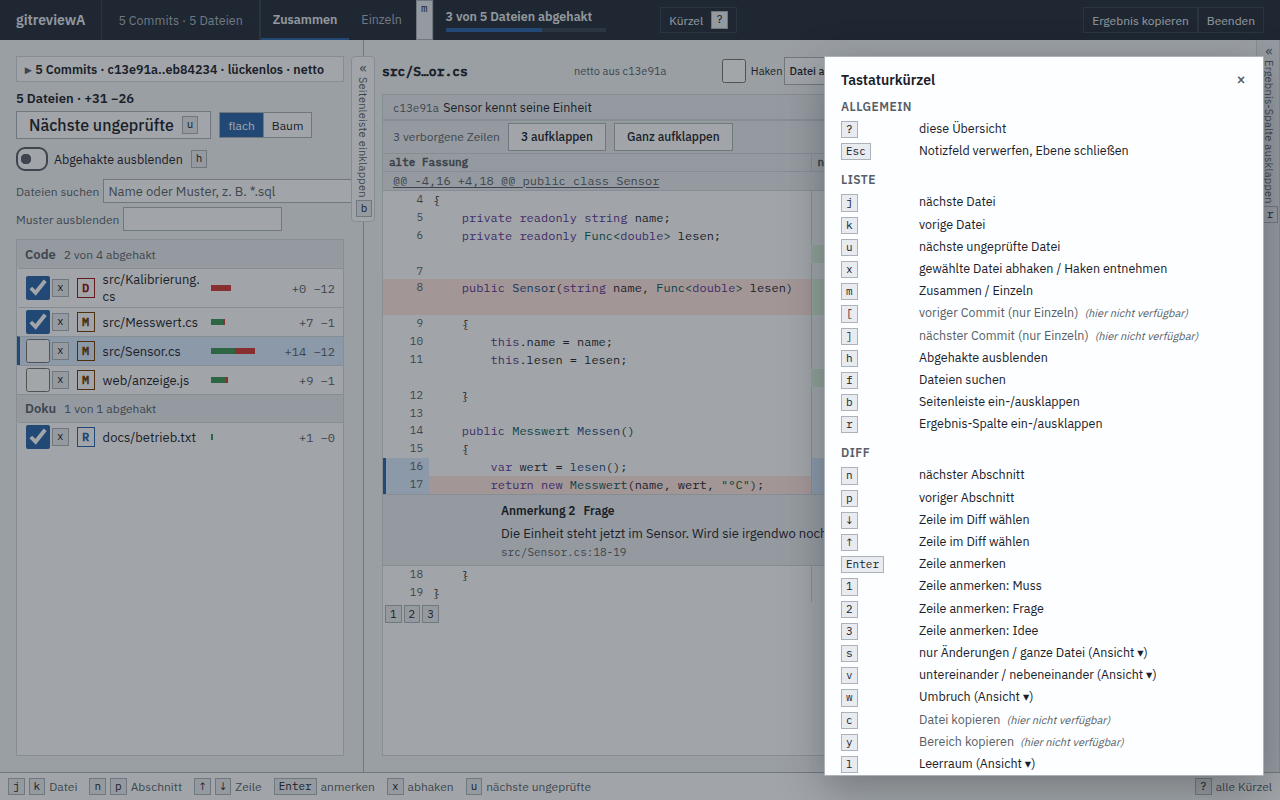 gitreviewA 5 Commits · 5 Dateien Zusammen Einzeln m 3 von 5 Dateien abgehakt Kürzel ? Ergebnis kopieren Beenden
▸ 5 Commits · c13e91a..eb84234 · lückenlos · netto
5 Dateien · +31 −26
Nächste ungeprüfte u flach Baum
Abgehakte ausblenden h
Dateien suchen Name oder Muster, z. B. *.sql
Muster ausblenden
Code 2 von 4 abgehakt
x D src/Kalibrierung.cs +0 −12
x M src/Messwert.cs +7 −1
x M src/Sensor.cs +14 −12
x M web/anzeige.js +9 −1
Doku 1 von 1 abgehakt
x R docs/betrieb.txt +1 −0
« Seitenleiste einklappen b
src/S…or.cs netto aus c13e91a Haken Datei a
c13e91a Sensor kennt seine Einheit
3 verborgene Zeilen 3 aufklappen Ganz aufklappen
alte Fassung n
@@ -4,16 +4,18 @@ public class Sensor
4 {
5 private readonly string name;
6 private readonly Func<double> lesen;
7
8 public Sensor(string name, Func<double> lesen)
9 {
10 this.name = name;
11 this.lesen = lesen;
12 }
13
14 public Messwert Messen()
15 {
16 var wert = lesen();
17 return new Messwert(name, wert, "°C");
Anmerkung 2 Frage
Die Einheit steht jetzt im Sensor. Wird sie irgendwo noch
src/Sensor.cs:18-19
18 }
19 }
1 2 3
Tastaturkürzel ×
ALLGEMEIN
? diese Übersicht
Esc Notizfeld verwerfen, Ebene schließen
LISTE
j nächste Datei
k vorige Datei
u nächste ungeprüfte Datei
x gewählte Datei abhaken / Haken entnehmen
m Zusammen / Einzeln
[ voriger Commit (nur Einzeln) (hier nicht verfügbar)
] nächster Commit (nur Einzeln) (hier nicht verfügbar)
h Abgehakte ausblenden
f Dateien suchen
b Seitenleiste ein-/ausklappen
r Ergebnis-Spalte ein-/ausklappen
DIFF
n nächster Abschnitt
p voriger Abschnitt
↓ Zeile im Diff wählen
↑ Zeile im Diff wählen
Enter Zeile anmerken
1 Zeile anmerken: Muss
2 Zeile anmerken: Frage
3 Zeile anmerken: Idee
s nur Änderungen / ganze Datei (Ansicht ▾)
v untereinander / nebeneinander (Ansicht ▾)
w Umbruch (Ansicht ▾)
c Datei kopieren (hier nicht verfügbar)
y Bereich kopieren (hier nicht verfügbar)
l Leerraum (Ansicht ▾)
« Ergebnis-Spalte ausklappen r
j k Datei n p Abschnitt ↑ ↓ Zeile Enter anmerken x abhaken u nächste ungeprüfte ? alle Kürzel